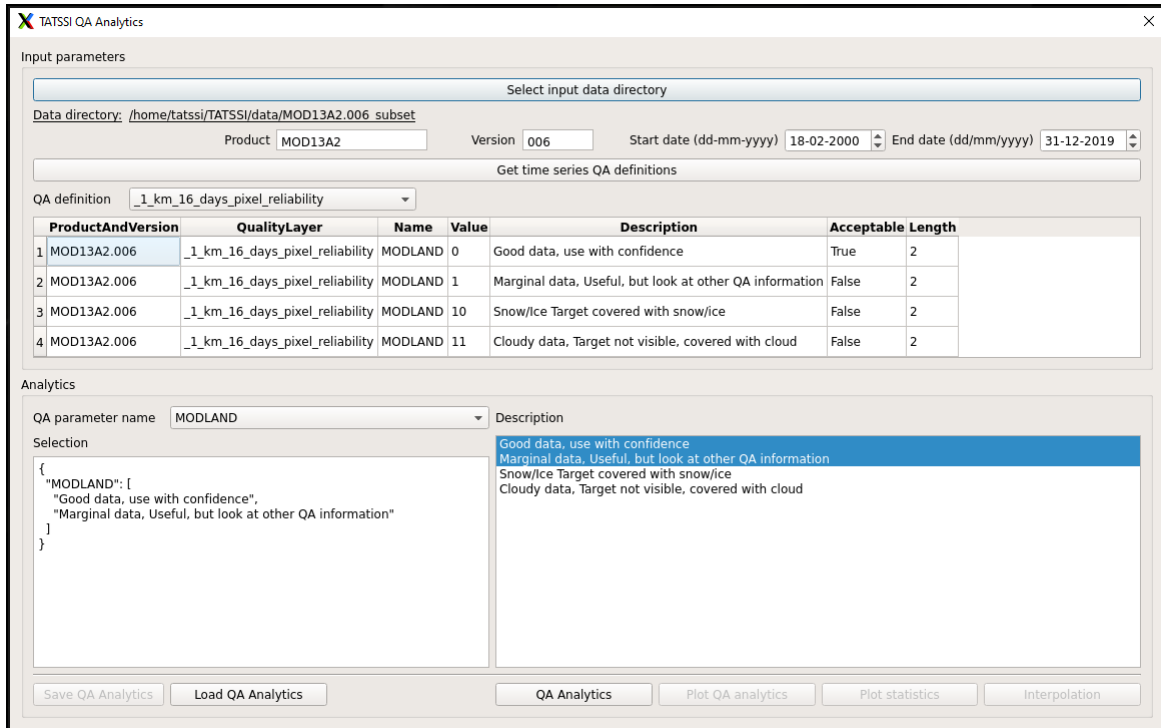 TATSSI QA Analytics
Input parameters
Select input data directory
Data directory: /home/tatssi/TATSSI/data/MOD13A2.006_subset
Product MOD13A2 Version 006 Start date (dd-mm-yyyy) 18-02-2000 End date (dd/mm/yyyy) 31-12-2019
Get time series QA definitions
QA definition _1_km_16_days_pixel_reliability
ProductAndVersion QualityLayer Name Value Description Acceptable Length
1 MOD13A2.006 _1_km_16_days_pixel_reliability MODLAND 0 Good data, use with confidence True 2
2 MOD13A2.006 _1_km_16_days_pixel_reliability MODLAND 1 Marginal data, Useful, but look at other QA information False 2
3 MOD13A2.006 _1_km_16_days_pixel_reliability MODLAND 10 Snow/Ice Target covered with snow/ice False 2
4 MOD13A2.006 _1_km_16_days_pixel_reliability MODLAND 11 Cloudy data, Target not visible, covered with cloud False 2
Analytics
QA parameter name MODLAND
Selection
{
"MODLAND": [
"Good data, use with confidence",
"Marginal data, Useful, but look at other QA information"
]
}
Description
Good data, use with confidence
Marginal data, Useful, but look at other QA information
Snow/Ice Target covered with snow/ice
Cloudy data, Target not visible, covered with cloud
Save QA Analytics Load QA Analytics QA Analytics Plot QA analytics Plot statistics Interpolation